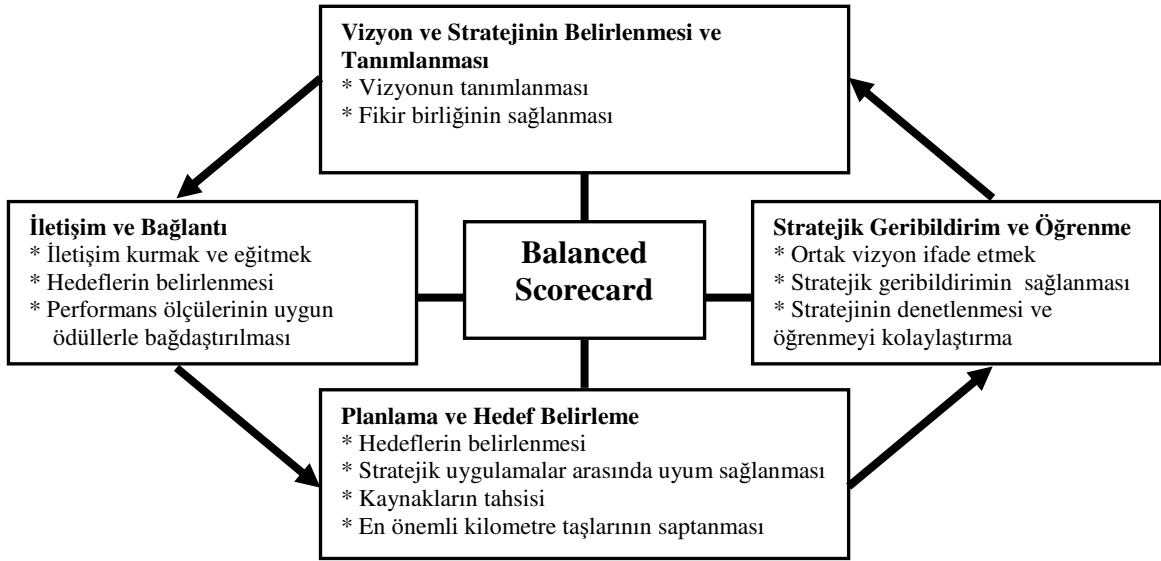 Vizyon ve Stratejinin Belirlenmesi ve
Tanımlanması
* Vizyonun tanımlanması
* Fikir birliğinin sağlanması
İletişim ve Bağlantı
* İletişim kurmak ve eğitmek
* Hedeflerin belirlenmesi
* Performans ölçülerinin uygun
ödüllerle bağdaştırılması
Balanced
Scorecard
Stratejik Geribildirim ve Öğrenme
* Ortak vizyon ifade etmek
* Stratejik geribildirimin sağlanması
* Stratejinin denetlenmesi ve
öğrenmeyi kolaylaştırma
Planlama ve Hedef Belirleme
* Hedeflerin belirlenmesi
* Stratejik uygulamalar arasında uyum sağlanması
* Kaynakların tahsisi
* En önemli kilometre taşlarının saptanması